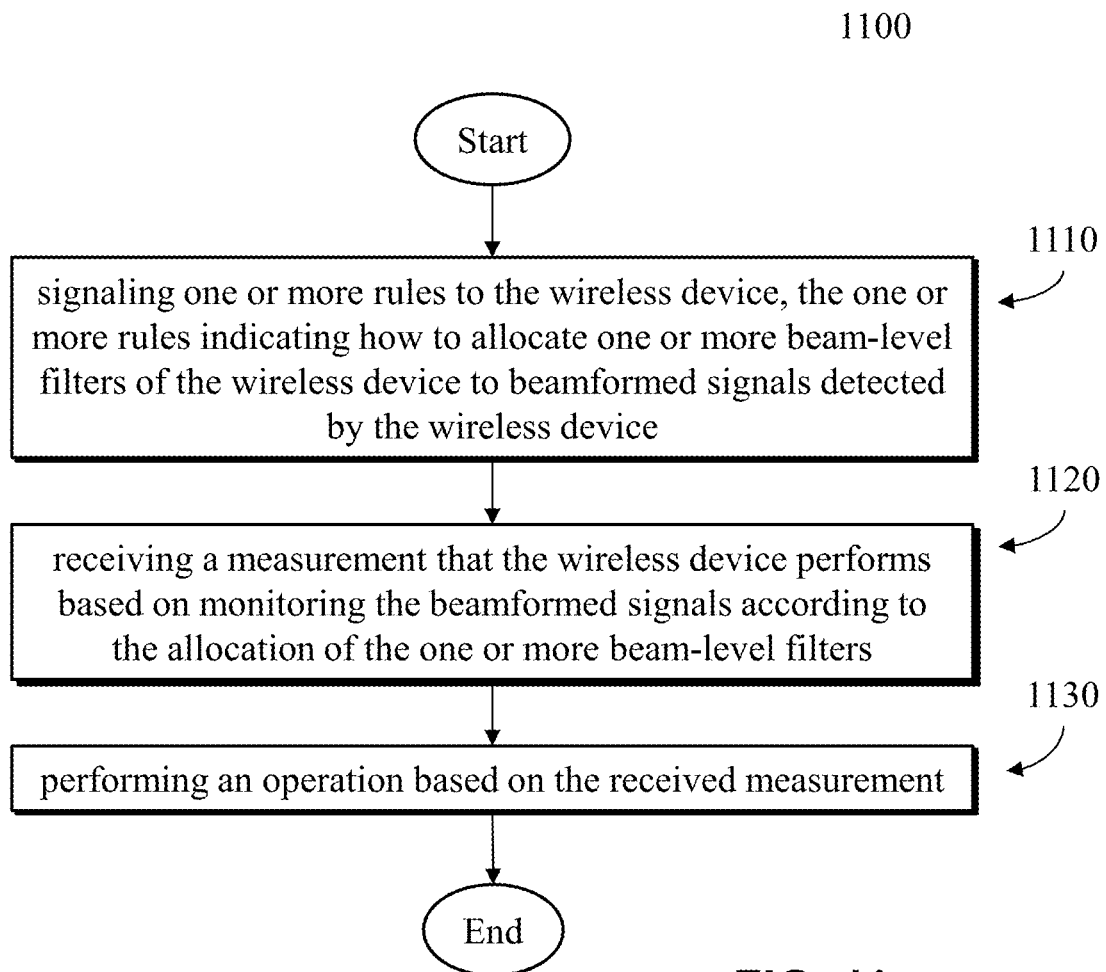 1100
Start
1110
signaling one or more rules to the wireless device, the one or
more rules indicating how to allocate one or more beam-level
filters of the wireless device to beamformed signals detected
by the wireless device
1120
receiving a measurement that the wireless device performs
based on monitoring the beamformed signals according to
the allocation of the one or more beam-level filters
1130
performing an operation based on the received measurement
End